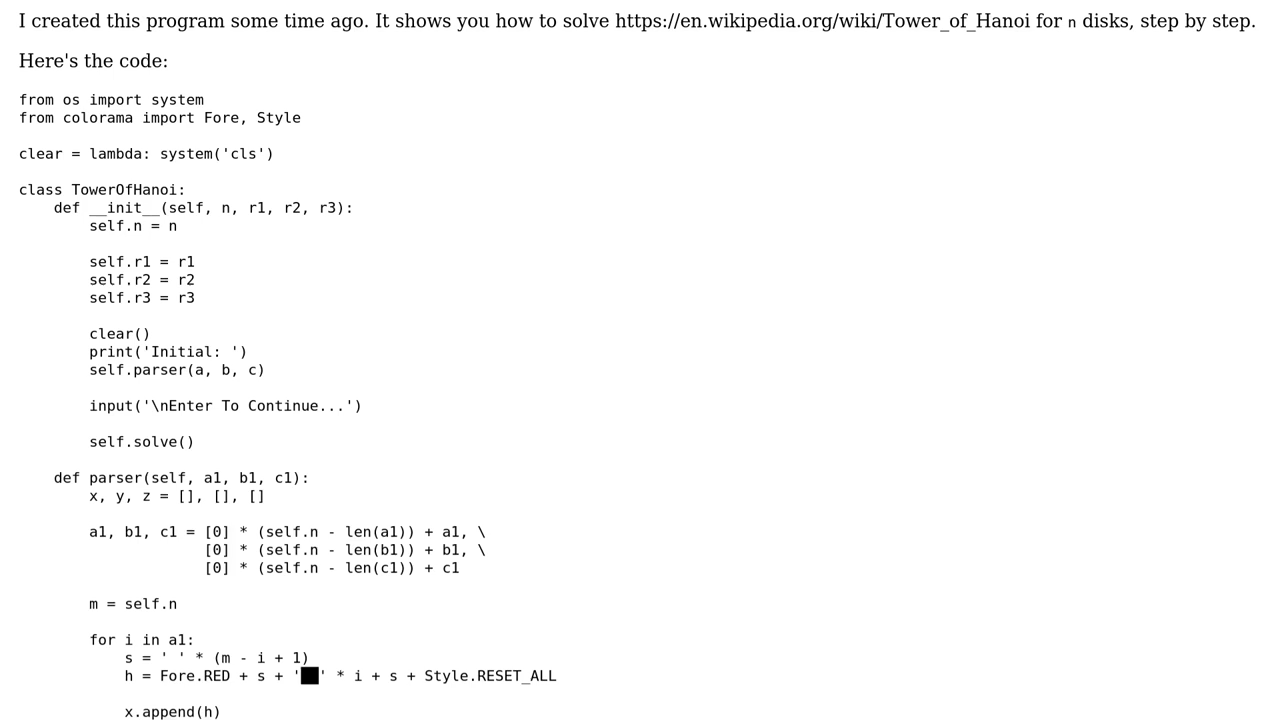 I created this program some time ago. It shows you how to solve https://en.wikipedia.org/wiki/Tower_of_Hanoi for n disks, step by step.
Here's the code:
from os import system
from colorama import Fore, Style
clear = lambda: system('cls')
class TowerOfHanoi:
    def __init__(self, n, r1, r2, r3):
        self.n = n
        self.r1 = r1
        self.r2 = r2
        self.r3 = r3
        clear()
        print('Initial: ')
        self.parser(a, b, c)
        input('\nEnter To Continue...')
        self.solve()
    def parser(self, a1, b1, c1):
        x, y, z = [], [], []
        a1, b1, c1 = [0] * (self.n - len(a1)) + a1, \
                     [0] * (self.n - len(b1)) + b1, \
                     [0] * (self.n - len(c1)) + c1
        m = self.n
        for i in a1:
            s = ' ' * (m - i + 1)
            h = Fore.RED + s + '██' * i + s + Style.RESET_ALL
            x.append(h)